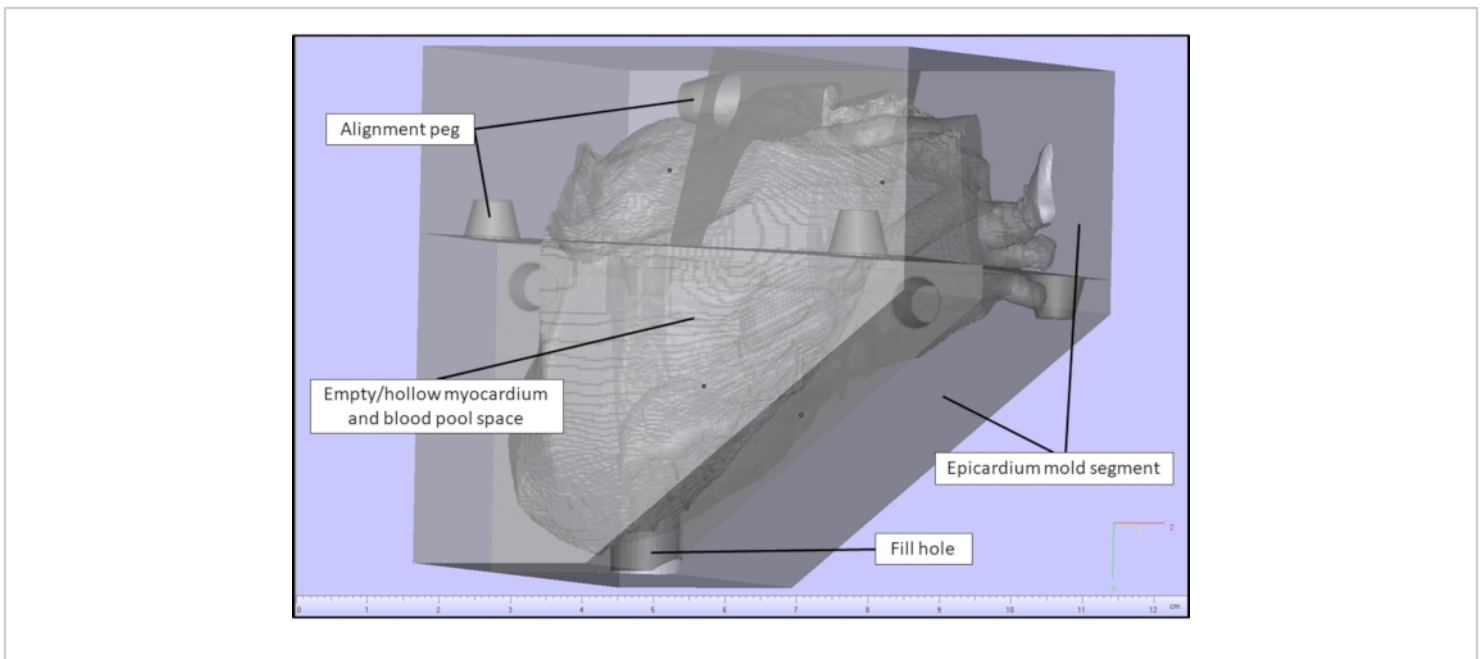 Alignment peg
Empty/hollow myocardium
and blood pool space
Epicardium mold segment
Fill hole
z
x
0 1 2 3 4 5 6 7 8 9 10 11 12 cm